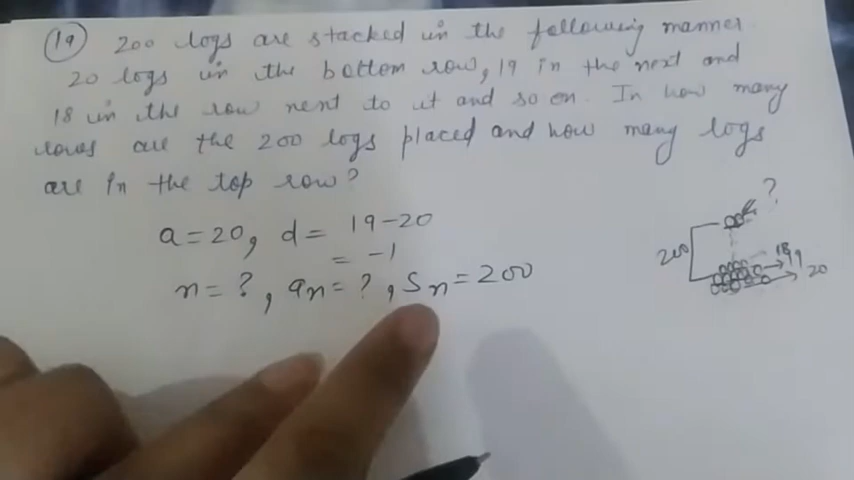 19 200 logs are stacked in the following manner
20 logs in the bottom row, 19 in the next and
18 in the row next to it and so on. In how many
rows are the 200 logs placed and how many logs
are in the top row?
a = 20, d = 19-20
= -1
n = ?, an = ?, Sn = 200
?
200
18
19
20